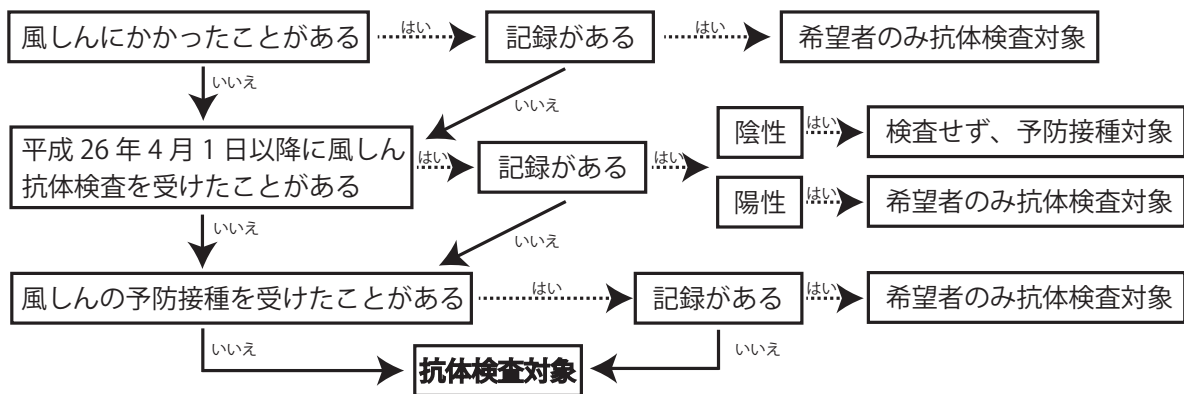 風しんにかかったことがある
はい
記録がある
はい
希望者のみ抗体検査対象
いいえ
いいえ
平成 26 年 4 月 1 日以降に風しん
抗体検査を受けたことがある
はい
記録がある
はい
陰性
はい
検査せず、予防接種対象
陽性
はい
希望者のみ抗体検査対象
いいえ
いいえ
風しんの予防接種を受けたことがある
はい
記録がある
はい
希望者のみ抗体検査対象
いいえ
いいえ
抗体検査対象